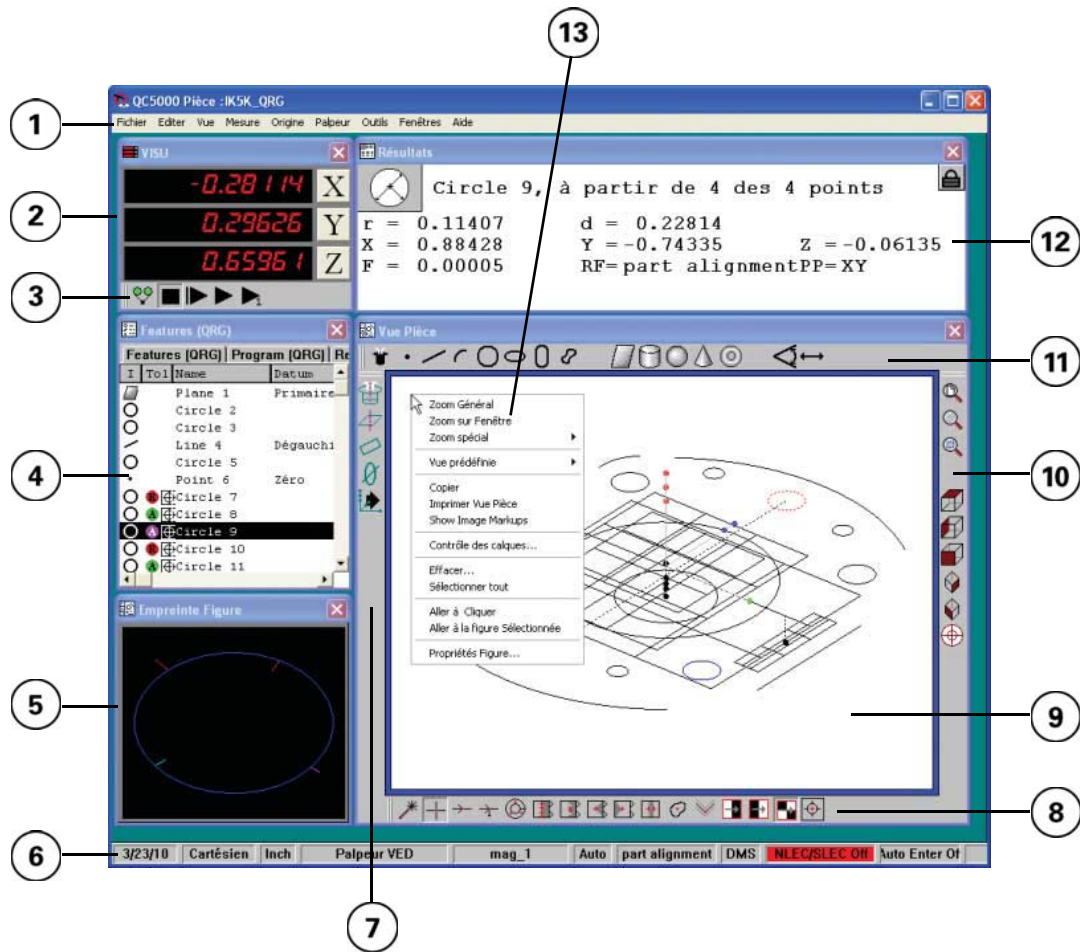 13
QC5000 Pièce :IK5K_QRG
1
Fichier Editer Vue Mesure Origine Palpeur Outils Fenêtres Aide
VISU
-0.28114 X
2
0.29626 Y
0.65961 Z
3
1
Résultats
Circle 9, à partir de 4 des 4 points
r = 0.11407 d = 0.22814
X = 0.88428 Y =-0.74335 Z =-0.06135
F = 0.00005 RF=part alignmentPP=XY
12
Features (QRG)
Features (QRG) Program (QRG) Re
I Tol Name Datum
Plane 1 Primaire
Circle 2
Circle 3
Line 4 Dégauchi
Circle 5
4
Point 6 Zéro
R Circle 7
A Circle 8
A Circle 9
R Circle 10
A Circle 11
Vue Pièce
11
Zoom Général
Zoom sur Fenêtre
Zoom spécial
Vue prédéfinie
Copier
Imprimer Vue Pièce
Show Image Markups
Contrôle des calques...
Effacer...
Sélectionner tout
Aller à Cliquer
Aller à la figure Sélectionnée
Propriétés Figure...
10
Empreinte Figure
5
9
8
6
3/23/10 Cartésien Inch Palpeur VED mag_1 Auto part alignment DMS NLEC/SLEC Off Auto Enter Of
7